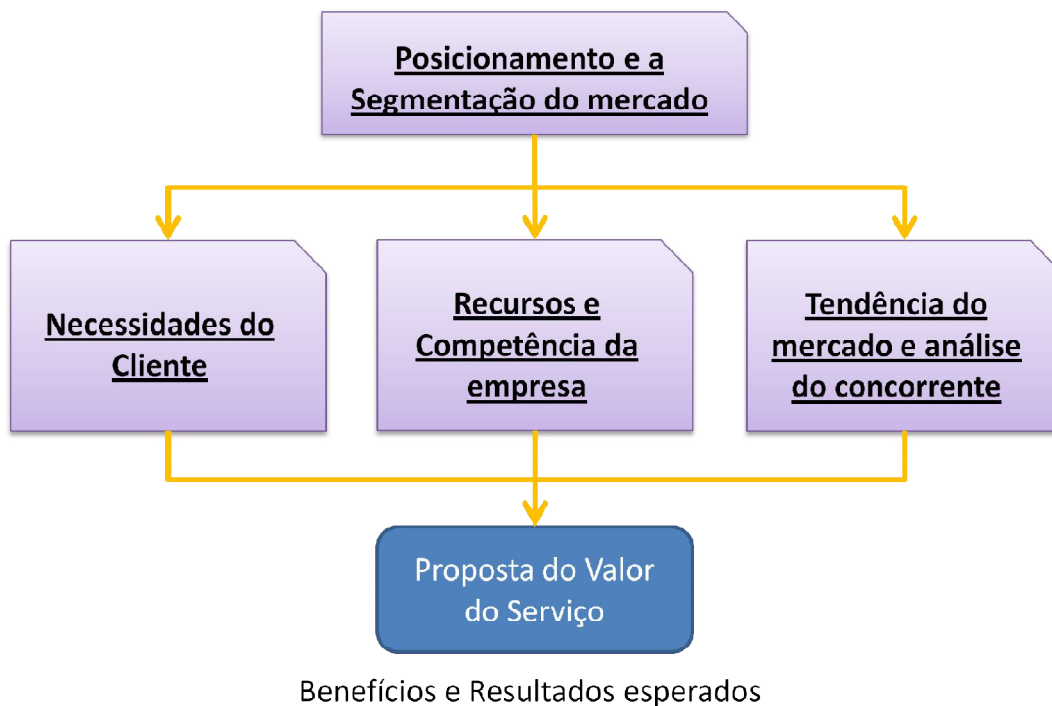 Posicionamento e a
Segmentação do mercado
Necessidades do
Cliente
Recursos e
Competência da
empresa
Tendência do
mercado e análise
do concorrente
Proposta do Valor
do Serviço
Benefícios e Resultados esperados